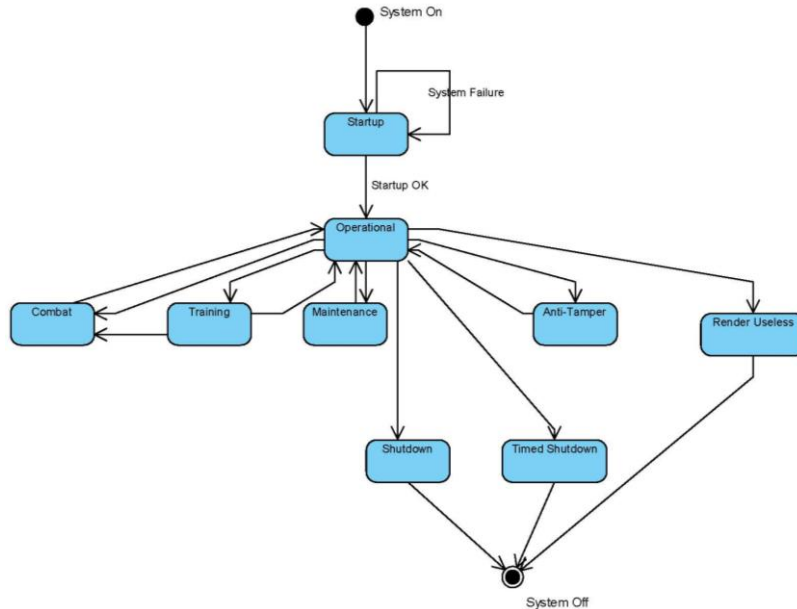 System On
System Failure
Startup
Startup OK
Operational
Combat
Training
Maintenance
Anti-Tamper
Render Useless
Shutdown
Timed Shutdown
System Off